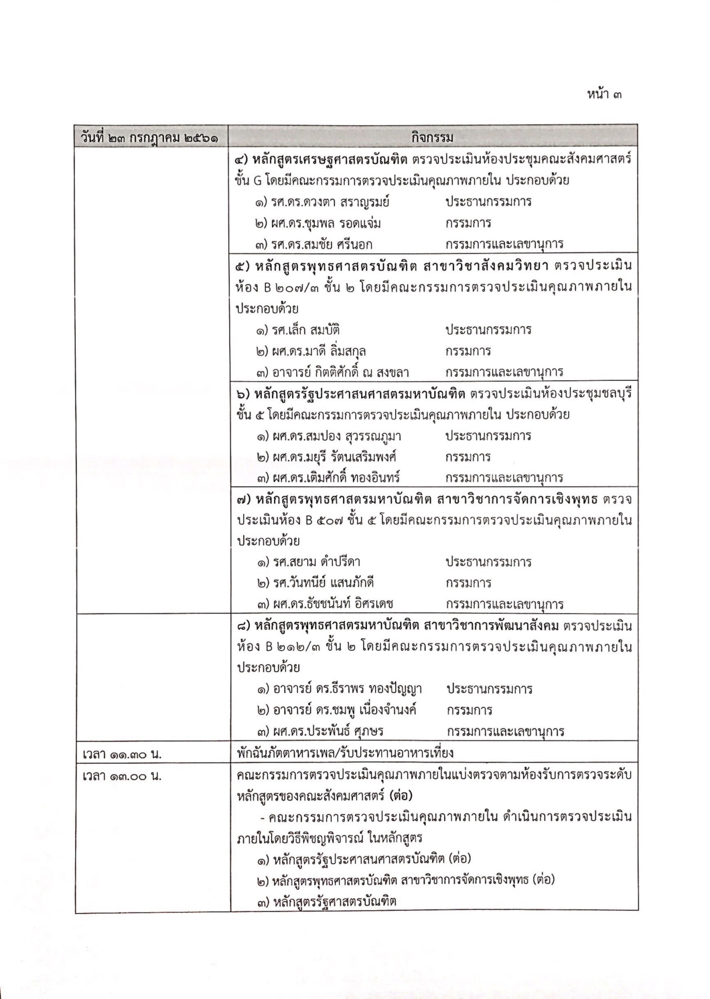 หน้า ๓
วันที่ ๒๓ กรกฎาคม ๒๕๖๑ กิจกรรม
๔) หลักสูตรเศรษฐศาสตรบัณฑิต ตรวจประเมินห้องประชุมคณะสังคมศาสตร์
ชั้น G โดยมีคณะกรรมการตรวจประเมินคุณภาพภายใน ประกอบด้วย
๑) รศ.ดร.ดวงตา สราญรมย์ ประธานกรรมการ
๒) ผศ.ดร.ชุมพล รอดแจ่ม กรรมการ
๓) รศ.ดร.สมชัย ศรีนอก กรรมการและเลขานุการ
๕) หลักสูตรพุทธศาสตรบัณฑิต สาขาวิชาสังคมวิทยา ตรวจประเมิน
ห้อง B ๒๐๗/๓ ชั้น ๒ โดยมีคณะกรรมการตรวจประเมินคุณภาพภายใน
ประกอบด้วย
๑) รศ.เล็ก สมบัติ ประธานกรรมการ
๒) ผศ.ดร.มาดี ลิ่มสกุล กรรมการ
๓) อาจารย์ กิตติศักดิ์ ณ สงขลา กรรมการและเลขานุการ
๖) หลักสูตรรัฐประศาสนศาสตรมหาบัณฑิต ตรวจประเมินห้องประชุมชลบุรี
ชั้น ๕ โดยมีคณะกรรมการตรวจประเมินคุณภาพภายใน ประกอบด้วย
๑) ผศ.ดร.สมปอง สุวรรณภูมา ประธานกรรมการ
๒) ผศ.ดร.มยุรี รัตนเสริมพงศ์ กรรมการ
๓) ผศ.ดร.เติมศักดิ์ ทองอินทร์ กรรมการและเลขานุการ
๗) หลักสูตรพุทธศาสตรมหาบัณฑิต สาขาวิชาการจัดการเชิงพุทธ ตรวจ
ประเมินห้อง B ๕๐๗ ชั้น ๕ โดยมีคณะกรรมการตรวจประเมินคุณภาพภายใน
ประกอบด้วย
๑) รศ.สยาม ดำปรีดา ประธานกรรมการ
๒) รศ.วันทนีย์ แสนภักดี กรรมการ
๓) ผศ.ดร.ธัชชนันท์ อิศรเดช กรรมการและเลขานุการ
๘) หลักสูตรพุทธศาสตรมหาบัณฑิต สาขาวิชาการพัฒนาสังคม ตรวจประเมิน
ห้อง B ๒๑๒/๓ ชั้น ๒ โดยมีคณะกรรมการตรวจประเมินคุณภาพภายใน
ประกอบด้วย
๑) อาจารย์ ดร.ธีราพร ทองปัญญา ประธานกรรมการ
๒) อาจารย์ ดร.ชมพู เนื่องจำนงค์ กรรมการ
๓) ผศ.ดร.ประพันธ์ ศุภษร กรรมการและเลขานุการ
เวลา ๑๑.๓๐ น. พักฉันภัตตาหารเพล/รับประทานอาหารเที่ยง
เวลา ๑๓.๐๐ น. คณะกรรมการตรวจประเมินคุณภาพภายในแบ่งตรวจตามห้องรับการตรวจระดับ
หลักสูตรของคณะสังคมศาสตร์ (ต่อ)
- คณะกรรมการตรวจประเมินคุณภาพภายใน ดำเนินการตรวจประเมิน
ภายในโดยวิธีพิชญพิจารณ์ ในหลักสูตร
๑) หลักสูตรรัฐประศาสนศาสตรบัณฑิต (ต่อ)
๒) หลักสูตรพุทธศาสตรบัณฑิต สาขาวิชาการจัดการเชิงพุทธ (ต่อ)
๓) หลักสูตรรัฐศาสตรบัณฑิต